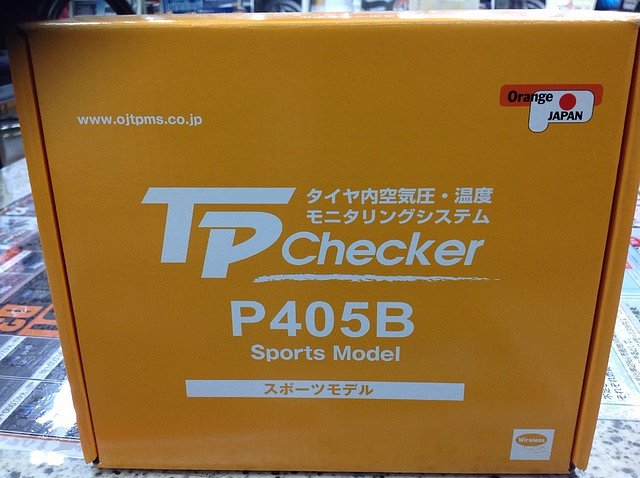 www.ojtpms.co.jp
Orange
JAPAN
タイヤ内空気圧・温度
モニタリングシステム
TP Checker
P405B
Sports Model
スポーツモデル
Wireless